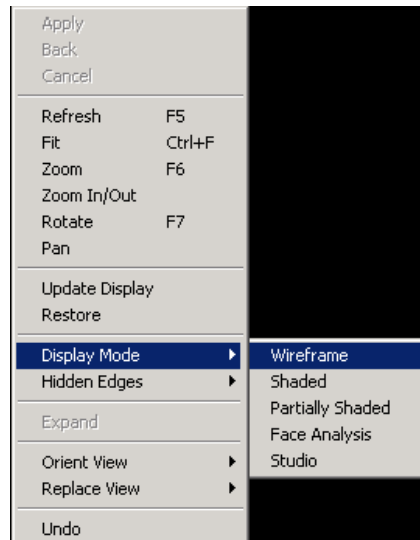 Apply
Back
Cancel
Refresh F5
Fit Ctrl+F
Zoom F6
Zoom In/Out
Rotate F7
Pan
Update Display
Restore
Display Mode
Hidden Edges
Expand
Orient View
Replace View
Undo
Wireframe
Shaded
Partially Shaded
Face Analysis
Studio